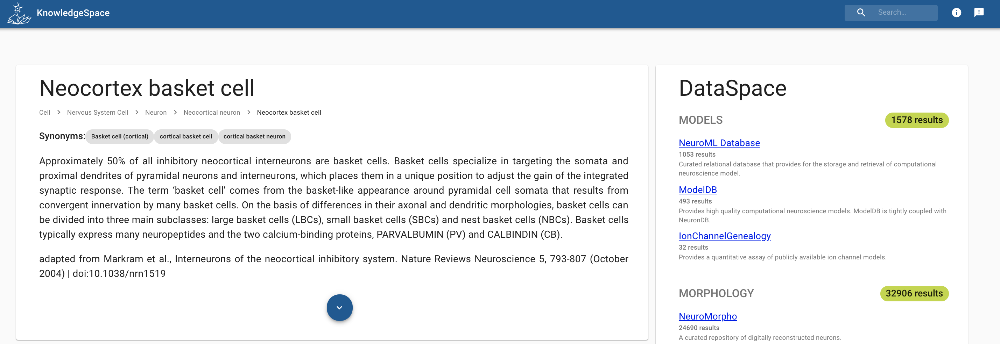 KnowledgeSpace
Search...
Neocortex basket cell
Cell > Nervous System Cell > Neuron > Neocortical neuron > Neocortex basket cell
Synonyms: Basket cell (cortical) cortical basket cell cortical basket neuron
Approximately 50% of all inhibitory neocortical interneurons are basket cells. Basket cells specialize in targeting the somata and
proximal dendrites of pyramidal neurons and interneurons, which places them in a unique position to adjust the gain of the integrated
synaptic response. The term ‘basket cell’ comes from the basket-like appearance around pyramidal cell somata that results from
convergent innervation by many basket cells. On the basis of differences in their axonal and dendritic morphologies, basket cells can
be divided into three main subclasses: large basket cells (LBCs), small basket cells (SBCs) and nest basket cells (NBCs). Basket cells
typically express many neuropeptides and the two calcium-binding proteins, PARVALBUMIN (PV) and CALBINDIN (CB).
adapted from Markram et al., Interneurons of the neocortical inhibitory system. Nature Reviews Neuroscience 5, 793-807 (October
2004) | doi:10.1038/nrn1519
DataSpace
MODELS
1578 results
NeuroML Database
1053 results
Curated relational database that provides for the storage and retrieval of computational
neuroscience model.
ModelDB
493 results
Provides high quality computational neuroscience models. ModelDB is tightly coupled with
NeuronDB.
IonChannelGenealogy
32 results
Provides a quantitative assay of publicly available ion channel models.
MORPHOLOGY
32906 results
NeuroMorpho
24690 results
A curated repository of digitally reconstructed neurons.